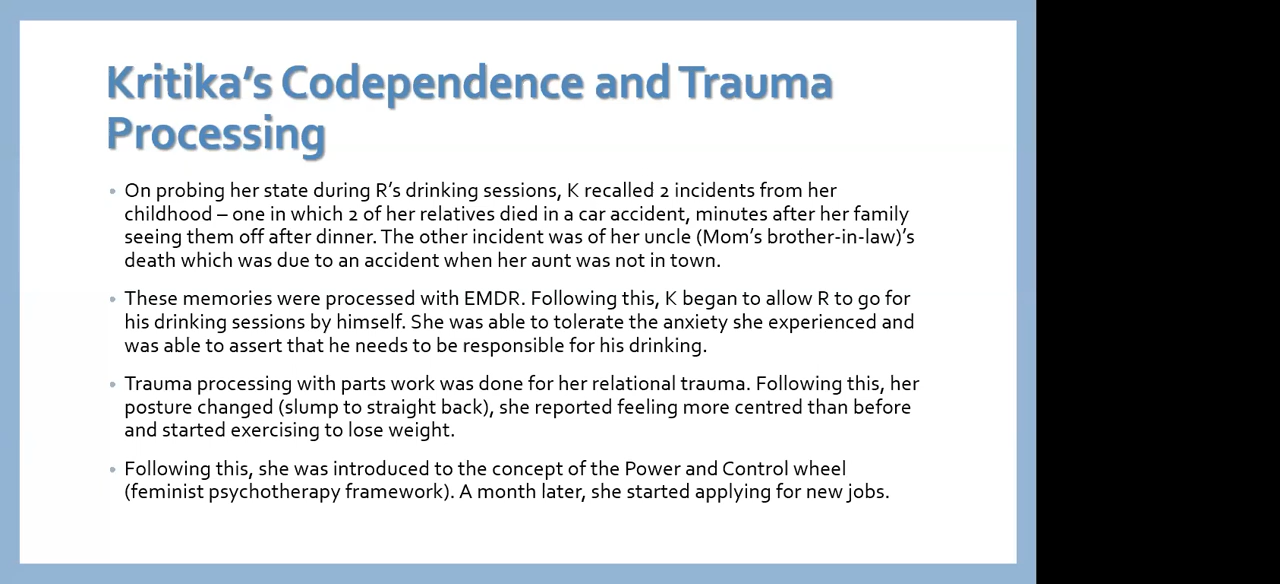 Kritika’s Codependence and Trauma
Processing
• On probing her state during R’s drinking sessions, K recalled 2 incidents from her
childhood – one in which 2 of her relatives died in a car accident, minutes after her family
seeing them off after dinner. The other incident was of her uncle (Mom’s brother-in-law)’s
death which was due to an accident when her aunt was not in town.
• These memories were processed with EMDR. Following this, K began to allow R to go for
his drinking sessions by himself. She was able to tolerate the anxiety she experienced and
was able to assert that he needs to be responsible for his drinking.
• Trauma processing with parts work was done for her relational trauma. Following this, her
posture changed (slump to straight back), she reported feeling more centred than before
and started exercising to lose weight.
• Following this, she was introduced to the concept of the Power and Control wheel
(feminist psychotherapy framework). A month later, she started applying for new jobs.